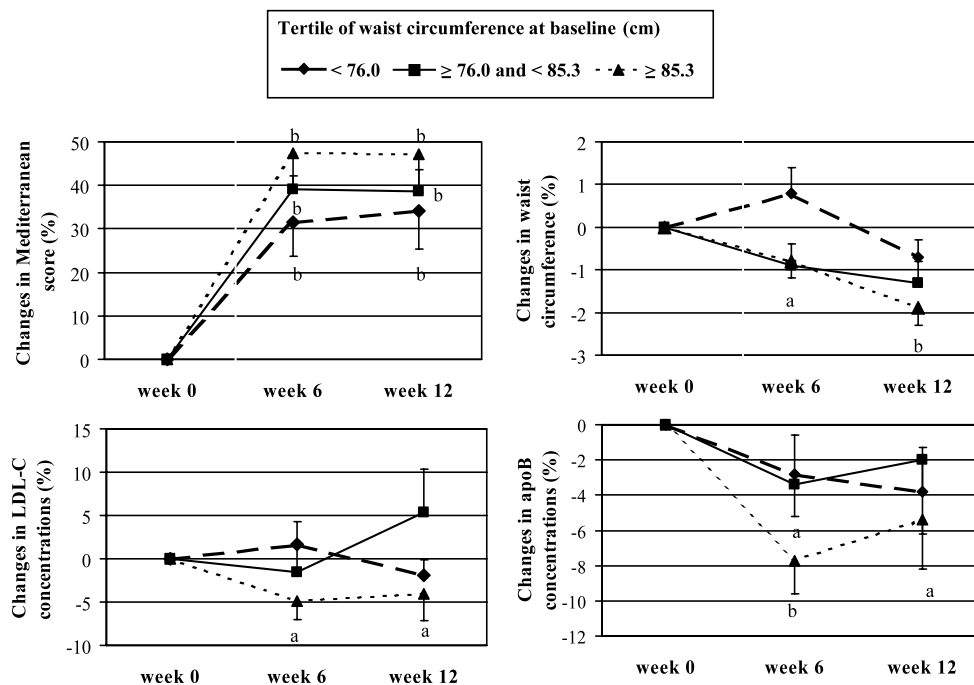 Tertile of waist circumference at baseline (cm)
< 76.0 ≥ 76.0 and < 85.3 ≥ 85.3
Changes in Mediterranean
score (%)
50
40
30
20
10
0
b
b
b
b
b
b
week 0 week 6 week 12
Changes in waist
circumference (%)
2
1
0
-1
-2
-3
a
b
week 0 week 6 week 12
Changes in LDL-C
concentrations (%)
15
10
5
0
-5
-10
a
a
week 0 week 6 week 12
Changes in apoB
concentrations (%)
0
-2
-4
-6
-8
-10
-12
a
b
a
week 0 week 6 week 12